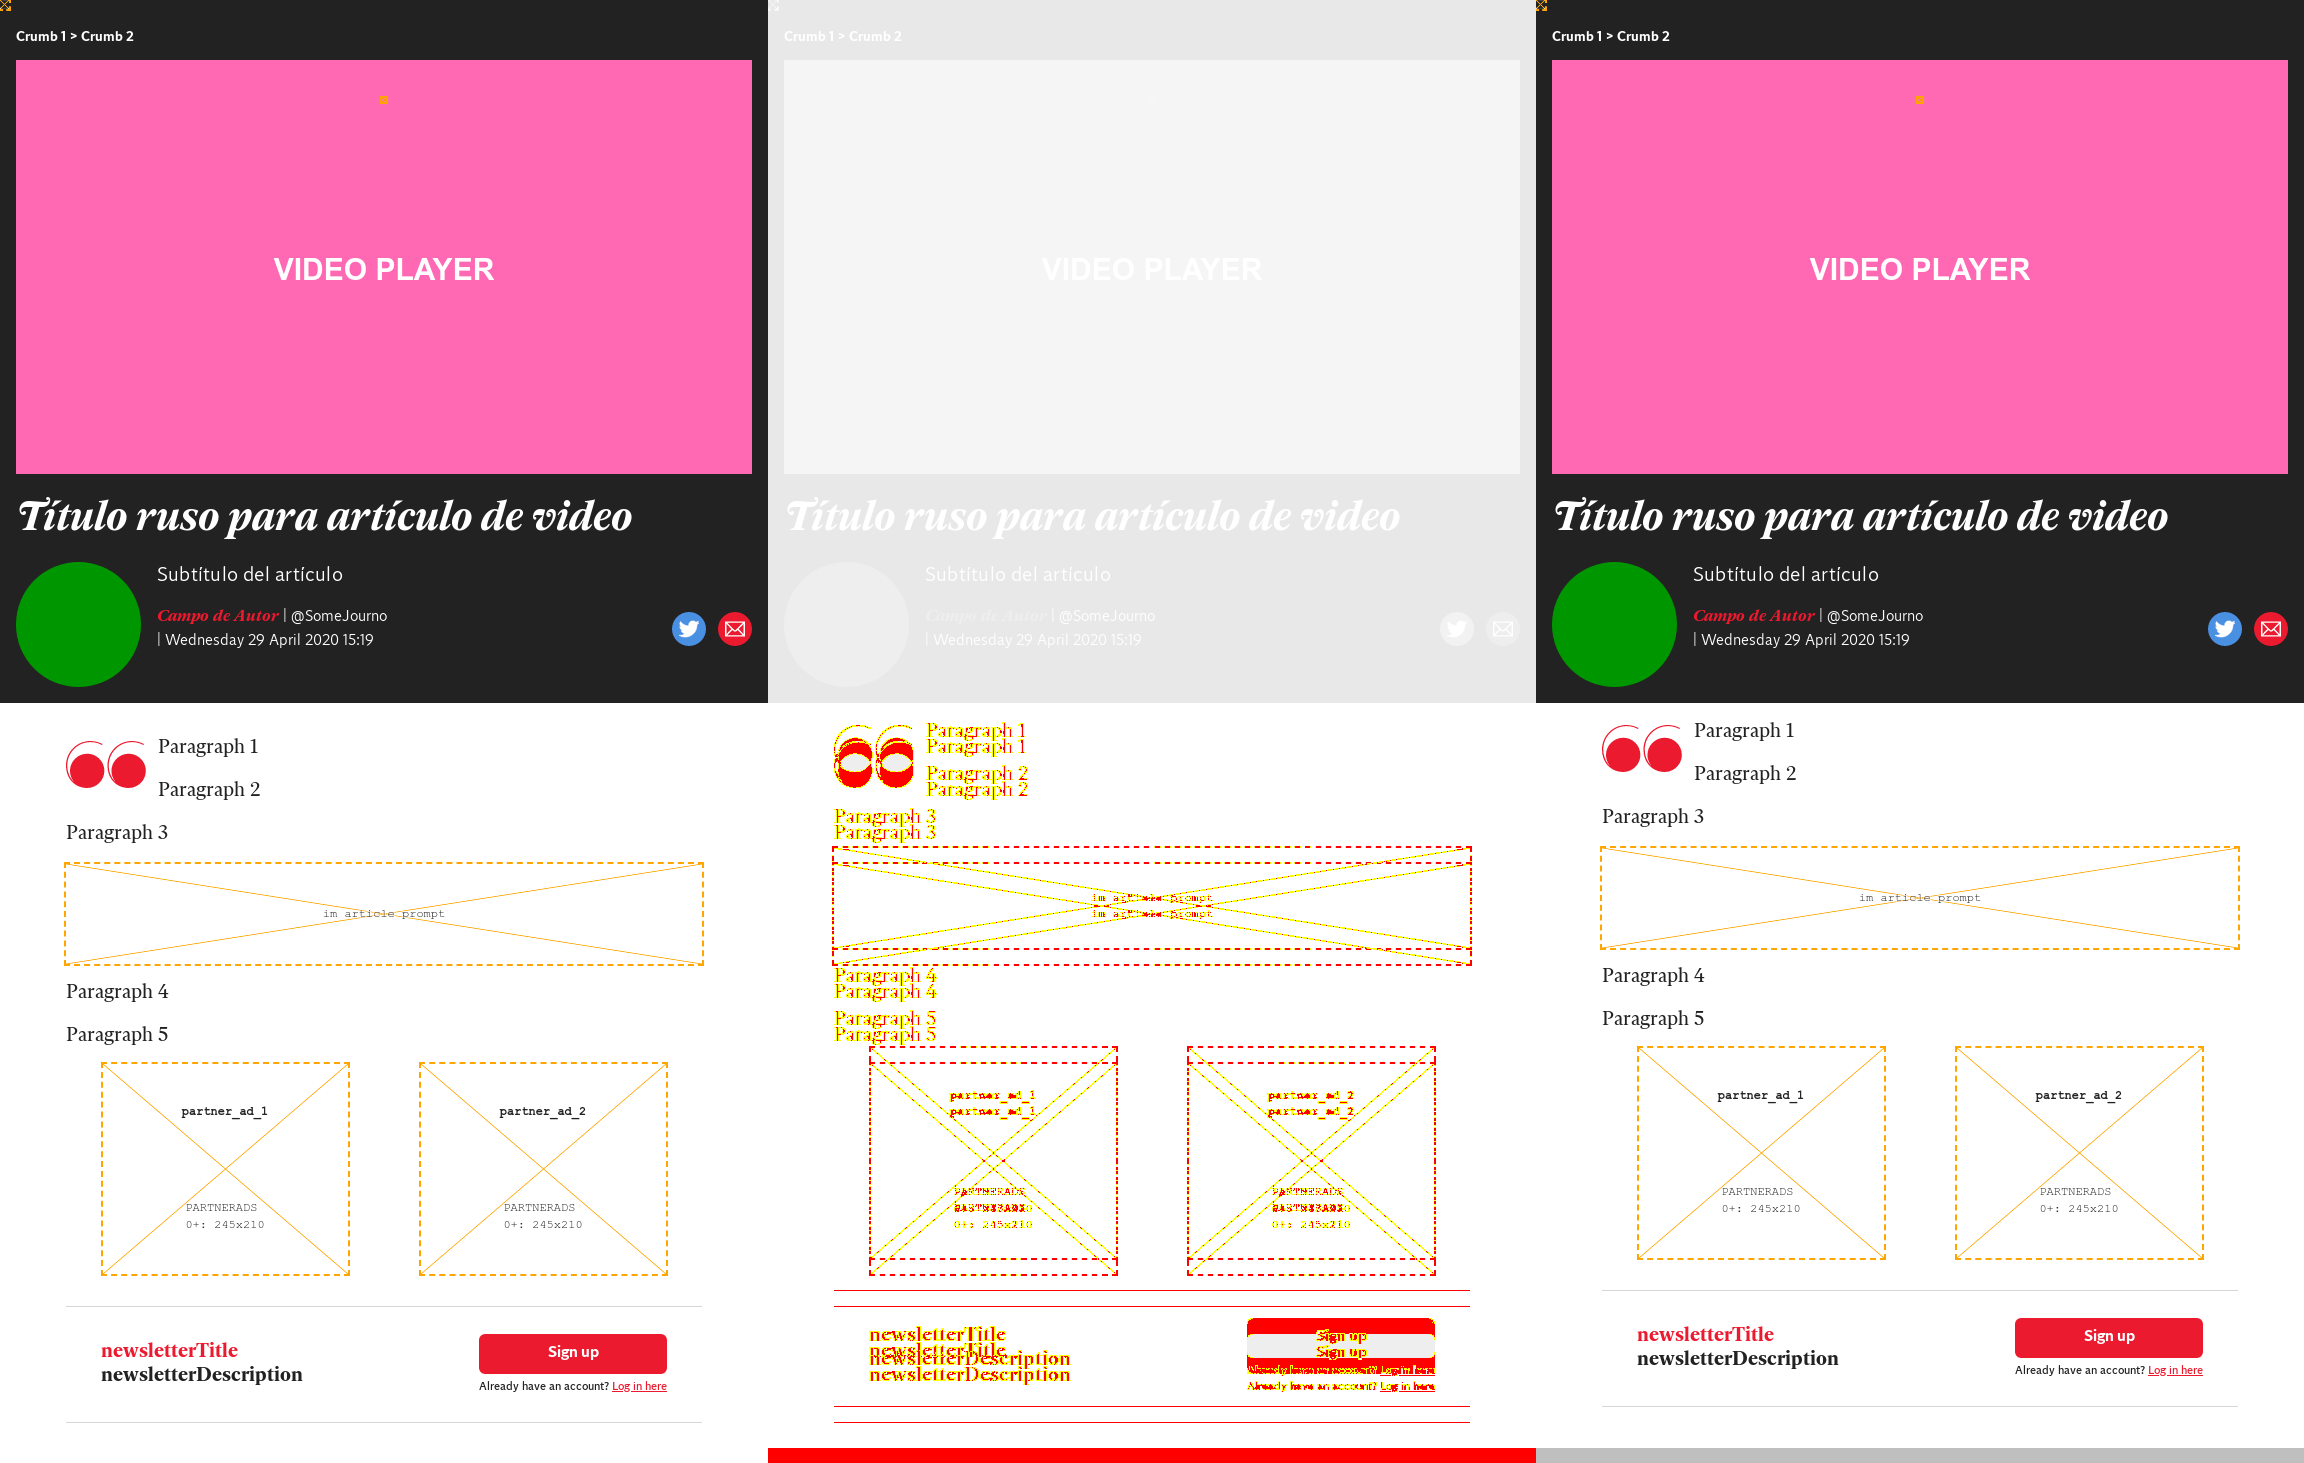 Crumb 1 > Crumb 2
VIDEO PLAYER
Título ruso para artículo de video
Subtítulo del artículo
Campo de Autor | @SomeJourno
| Wednesday 29 April 2020 15:19
Paragraph 1
Paragraph 2
Paragraph 3
im article prompt
Paragraph 4
Paragraph 5
partner_ad_1
PARTNERADS
0+: 245x210
partner_ad_2
PARTNERADS
0+: 245x210
newsletterTitle
newsletterDescription
Sign up
Already have an account? Log in here
Crumb 1 > Crumb 2
VIDEO PLAYER
Título ruso para artículo de video
Subtítulo del artículo
Campo de Autor | @SomeJourno
| Wednesday 29 April 2020 15:19
Paragraph 1
Paragraph 1
Paragraph 2
Paragraph 2
Paragraph 3
Paragraph 3
im article prompt
im article prompt
Paragraph 4
Paragraph 4
Paragraph 5
Paragraph 5
partner_ad_1
partner_ad_1
PARTNERADS
0+: 245x210
partner_ad_2
partner_ad_2
PARTNERADS
0+: 245x210
newsletterTitle
newsletterTitle
newsletterDescription
newsletterDescription
Sign up
Sign up
Already have an account? Log in here
Already have an account? Log in here
Crumb 1 > Crumb 2
VIDEO PLAYER
Título ruso para artículo de video
Subtítulo del artículo
Campo de Autor | @SomeJourno
| Wednesday 29 April 2020 15:19
Paragraph 1
Paragraph 2
Paragraph 3
im article prompt
Paragraph 4
Paragraph 5
partner_ad_1
PARTNERADS
0+: 245x210
partner_ad_2
PARTNERADS
0+: 245x210
newsletterTitle
newsletterDescription
Sign up
Already have an account? Log in here